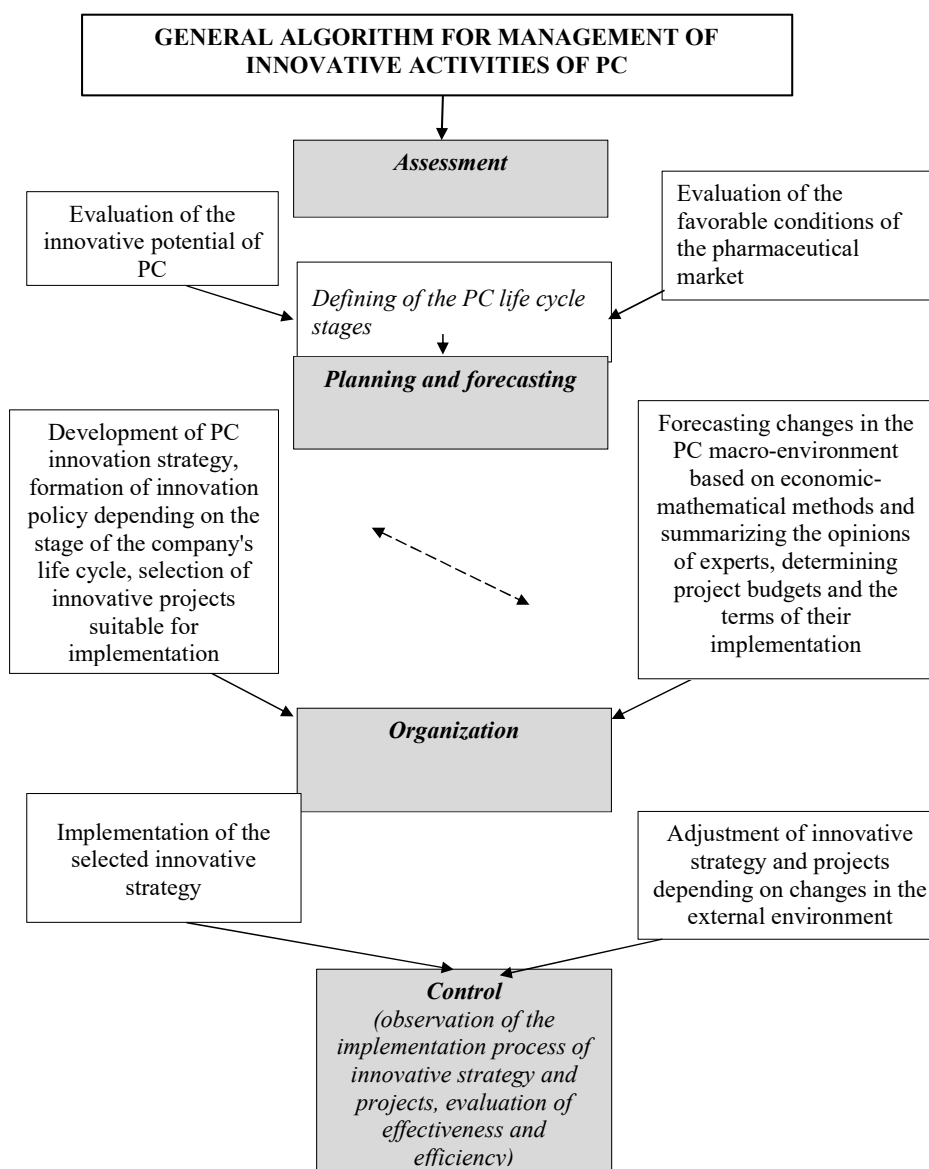 GENERAL ALGORITHM FOR MANAGEMENT OF
INNOVATIVE ACTIVITIES OF PC
Assessment
Evaluation of the
innovative potential of
PC
Evaluation of the
favorable conditions of
the pharmaceutical
market
Defining of the PC life cycle
stages
Planning and forecasting
Development of PC
innovation strategy,
formation of innovation
policy depending on the
stage of the company's
life cycle, selection of
innovative projects
suitable for
implementation
Forecasting changes in the
PC macro-environment
based on economic-
mathematical methods and
summarizing the opinions
of experts, determining
project budgets and the
terms of their
implementation
Organization
Implementation of the
selected innovative
strategy
Adjustment of innovative
strategy and projects
depending on changes in the
external environment
Control
(observation of the
implementation process of
innovative strategy and
projects, evaluation of
effectiveness and
efficiency)